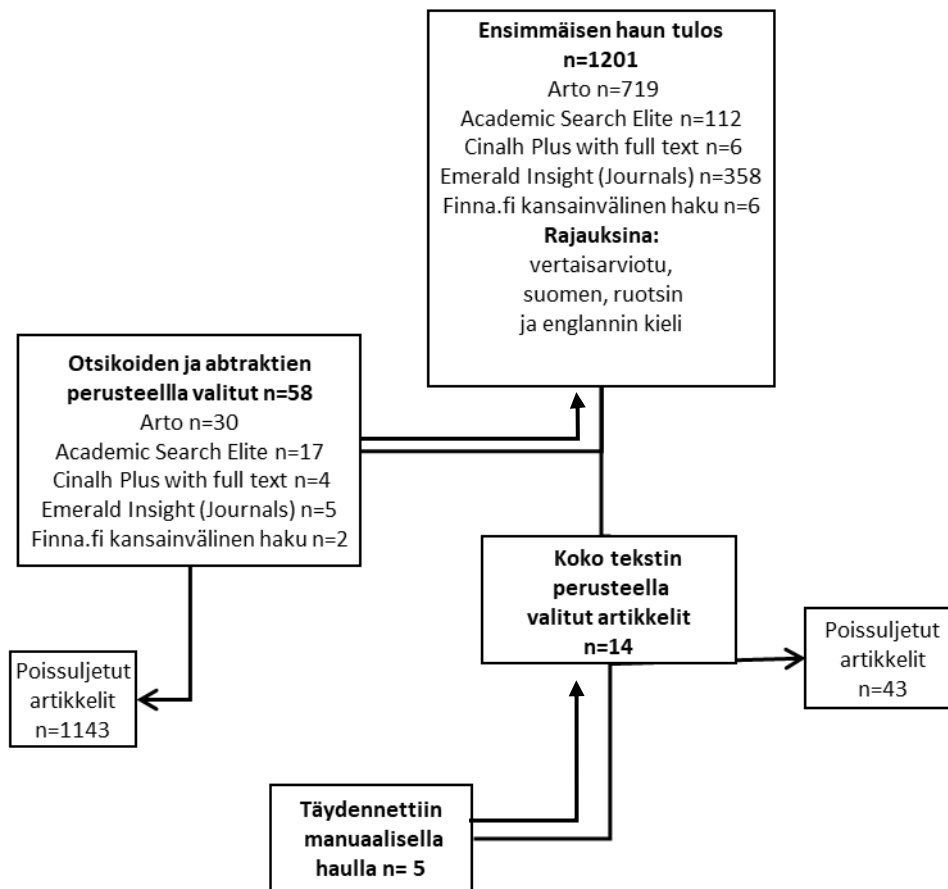 Ensimmäisen haun tulos
n=1201
Arto n=719
Academic Search Elite n=112
Cinalh Plus with full text n=6
Emerald Insight (Journals) n=358
Finna.fi kansainvälinen haku n=6
Rajauksina:
vertaisarviotu,
suomen, ruotsin
ja englannin kieli
Otsikoiden ja abtraktien
perusteellla valitut n=58
Arto n=30
Academic Search Elite n=17
Cinalh Plus with full text n=4
Emerald Insight (Journals) n=5
Finna.fi kansainvälinen haku n=2
Koko tekstin
perusteella
valitut artikkelit
n=14
Poissuljetut
artikkelit
n=43
Poissuljetut
artikkelit
n=1143
Täydennettiin
manuaalisella
haulla n= 5